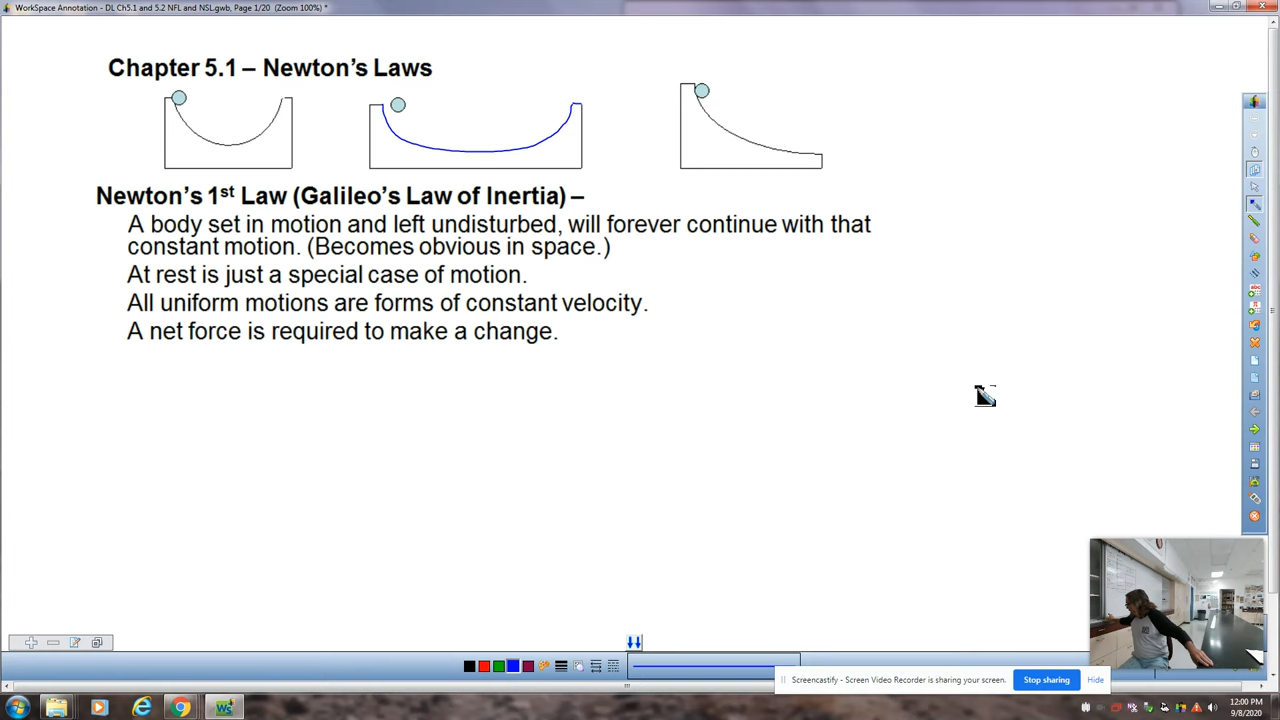 WorkSpace Annotation - DL Ch5.1 and 5.2 NFL and NSL.gwb, Page 1/20 (Zoom 100%) *
Chapter 5.1 – Newton's Laws
Newton's 1st Law (Galileo's Law of Inertia) –
A body set in motion and left undisturbed, will forever continue with that
constant motion. (Becomes obvious in space.)
At rest is just a special case of motion.
All uniform motions are forms of constant velocity.
A net force is required to make a change.
abc
π
Screencastify - Screen Video Recorder is sharing your screen.
Stop sharing
Hide
12:00 PM
9/8/2020